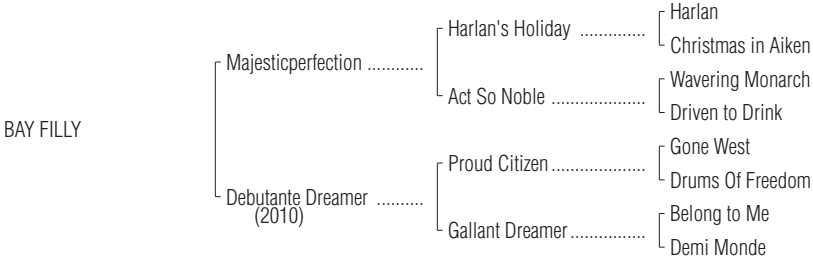 Harlan
Harlan's Holiday ..............
Christmas in Aiken
Majesticperfection ............
Wavering Monarch
Act So Noble ....................
Driven to Drink
BAY FILLY
Gone West
Proud Citizen ....................
Drums Of Freedom
Debutante Dreamer ..........
(2010)
Belong to Me
Gallant Dreamer ................
Demi Monde